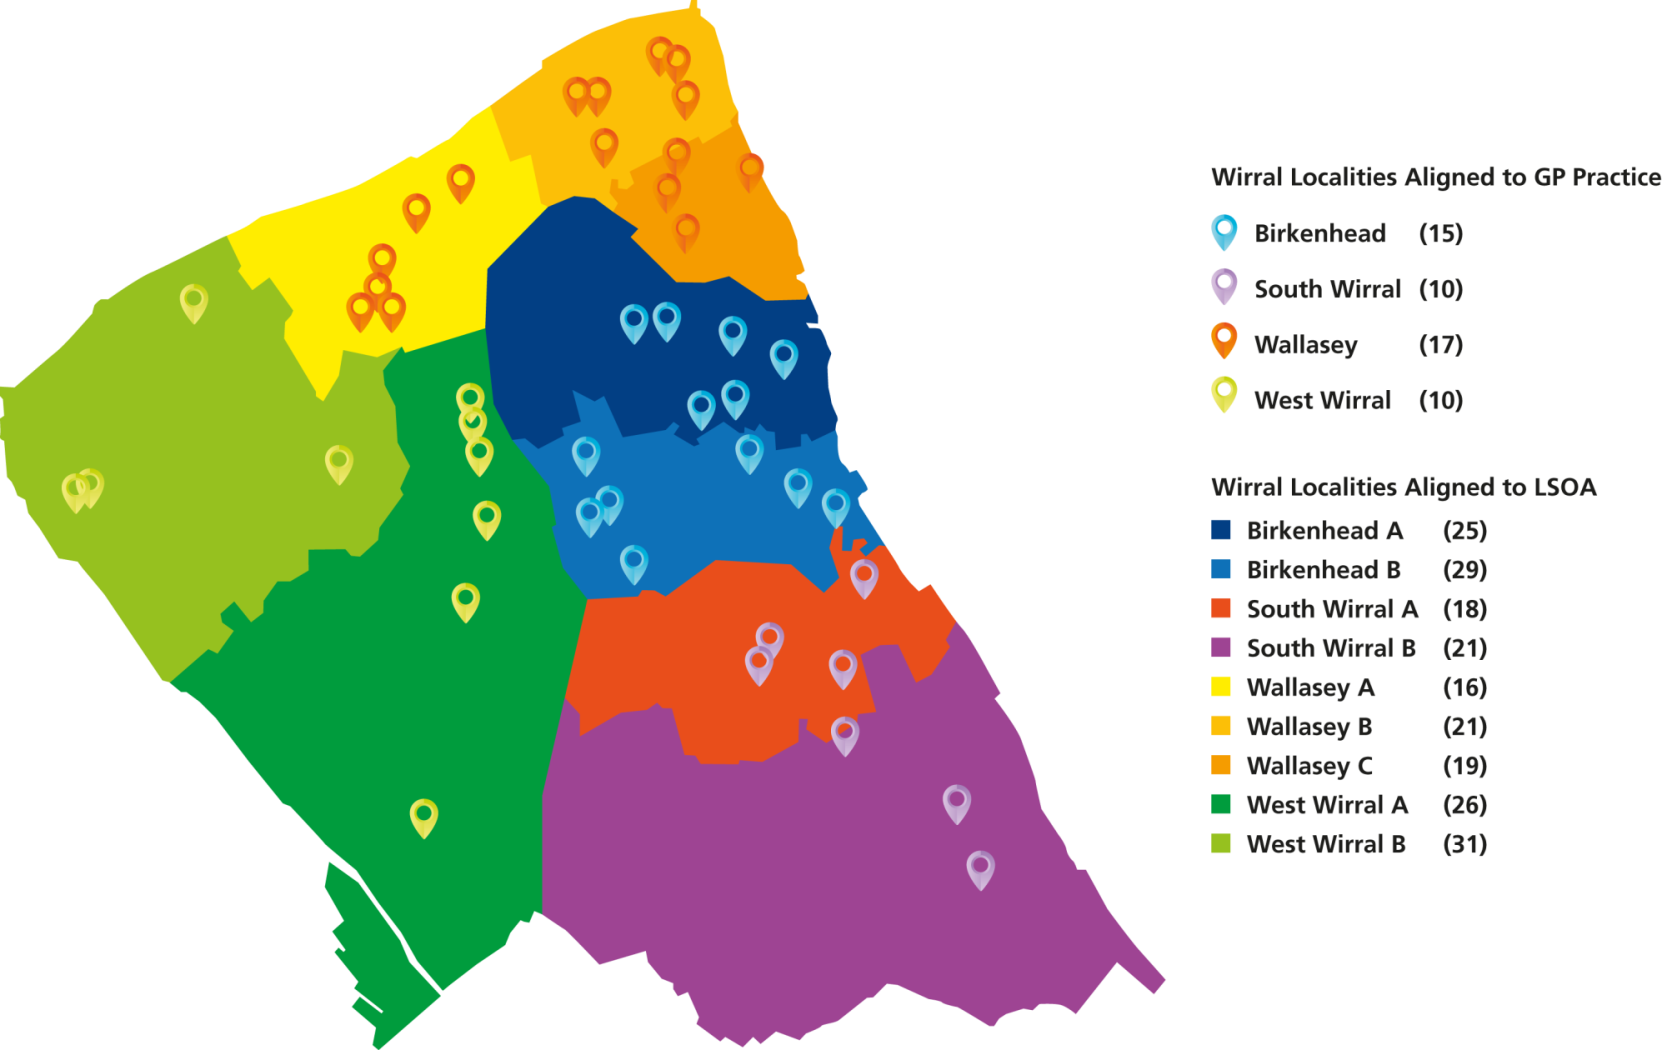 Wirral Localities Aligned to GP Practice
Birkenhead (15)
South Wirral (10)
Wallasey (17)
West Wirral (10)
Wirral Localities Aligned to LSOA
Birkenhead A (25)
Birkenhead B (29)
South Wirral A (18)
South Wirral B (21)
Wallasey A (16)
Wallasey B (21)
Wallasey C (19)
West Wirral A (26)
West Wirral B (31)